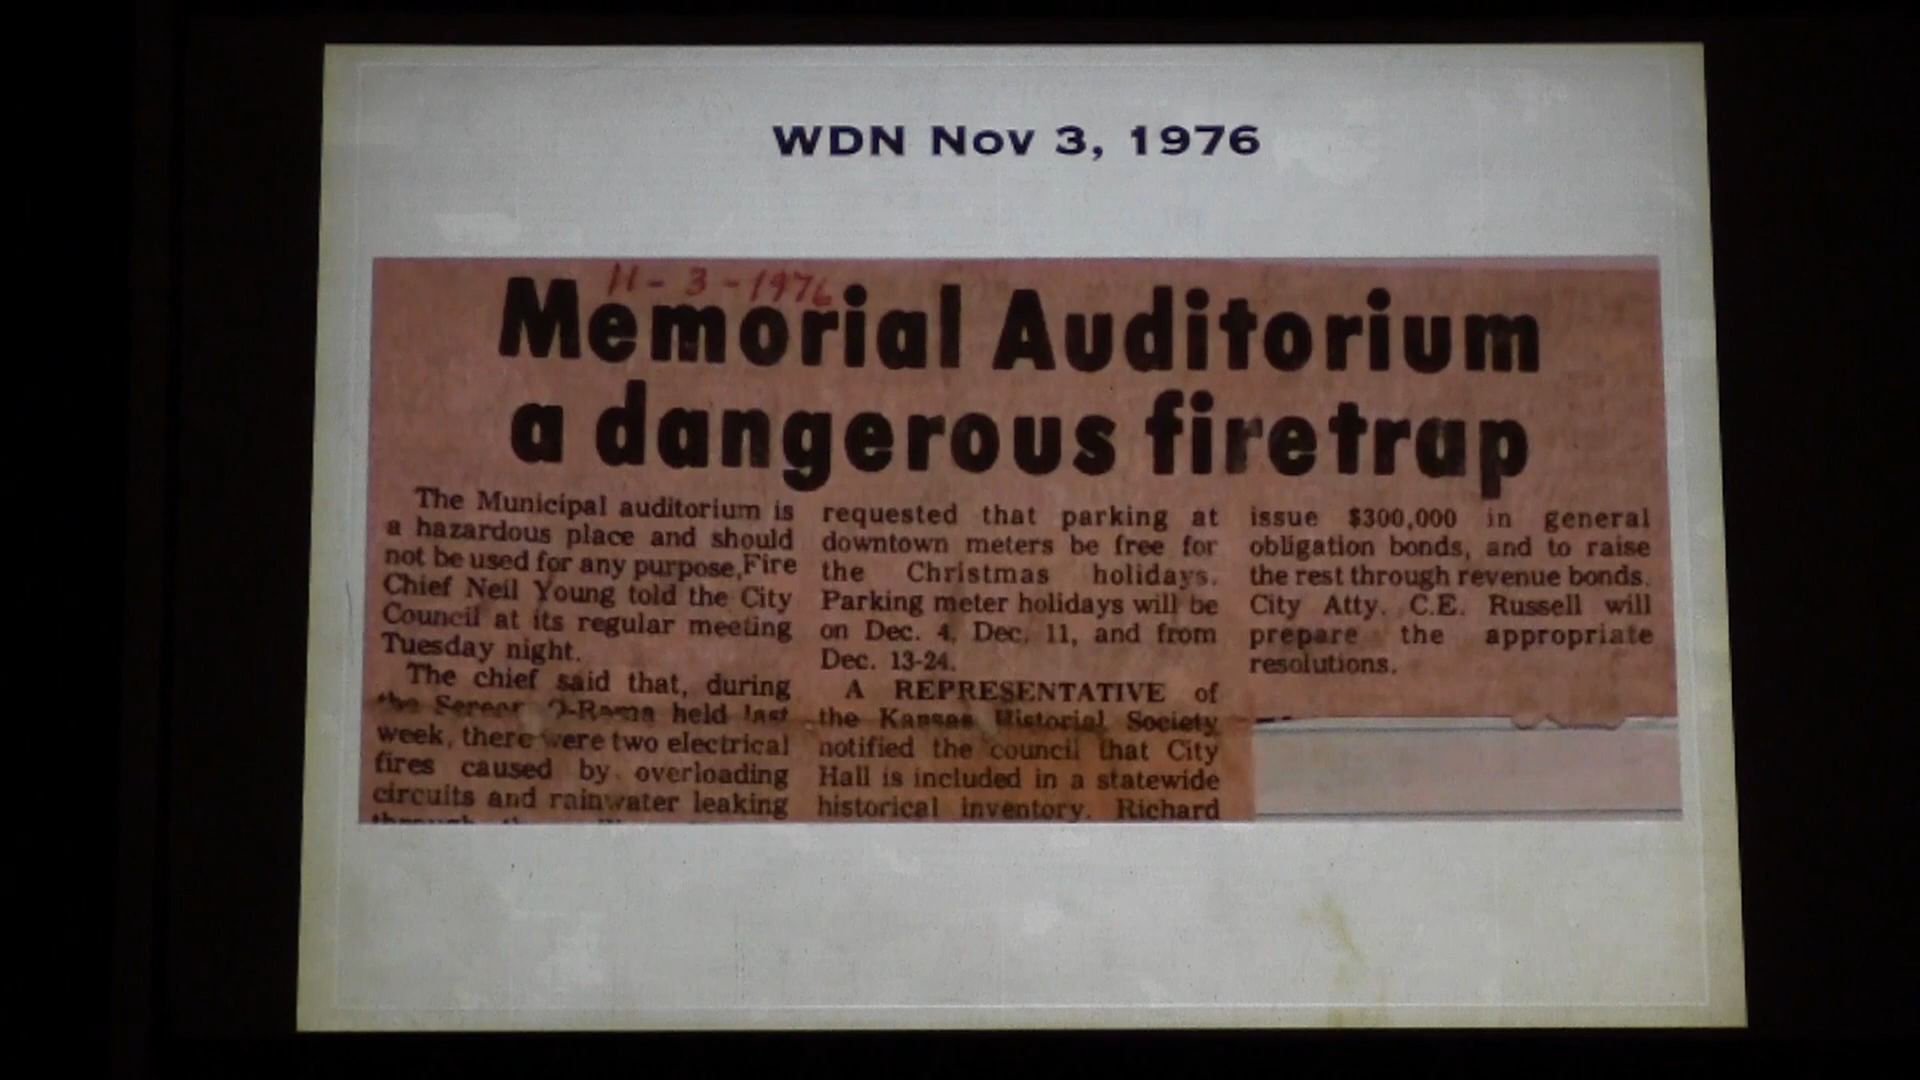 WDN Nov 3, 1976
11-3-1976
Memorial Auditorium
a dangerous firetrap
The Municipal auditorium is
a hazardous place and should
not be used for any purpose, Fire
Chief Neil Young told the City
Council at its regular meeting
Tuesday night.
The chief said that, during
the O-Rama held last
week, there were two electrical
fires caused by overloading
circuits and rainwater leaking
requested that parking at
downtown meters be free for
the Christmas holidays.
Parking meter holidays will be
on Dec. 4, Dec. 11, and from
Dec. 13-24.
A REPRESENTATIVE of
the Kansas Historial Society
notified the council that City
Hall is included in a statewide
historical inventory. Richard
issue $300,000 in general
obligation bonds, and to raise
the rest through revenue bonds.
City Atty. C.E. Russell will
prepare the appropriate
resolutions.